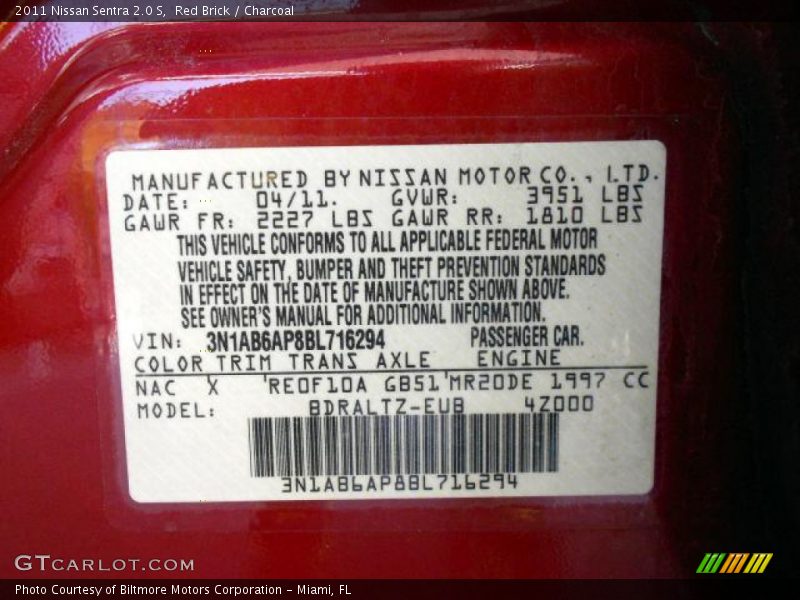 2011 Nissan Sentra 2.0 S,  Red Brick / Charcoal
MANUFACTURED BY NISSAN MOTOR CO., LTD.
DATE: 04/11. GVWR: 3951 LBS
GAWR FR: 2227 LBS GAWR RR: 1810 LBS
THIS VEHICLE CONFORMS TO ALL APPLICABLE FEDERAL MOTOR
VEHICLE SAFETY, BUMPER AND THEFT PREVENTION STANDARDS
IN EFFECT ON THE DATE OF MANUFACTURE SHOWN ABOVE.
SEE OWNER'S MANUAL FOR ADDITIONAL INFORMATION.
VIN: 3N1AB6AP8BL716294 PASSENGER CAR.
COLOR TRIM TRANS AXLE ENGINE
NAC X RE0F10A GB51 MR20DE 1997 CC
MODEL: BDRALTZ-EUB 4Z000
3N1AB6AP8BL716294
GTCARLOT.COM
Photo Courtesy of Biltmore Motors Corporation - Miami, FL